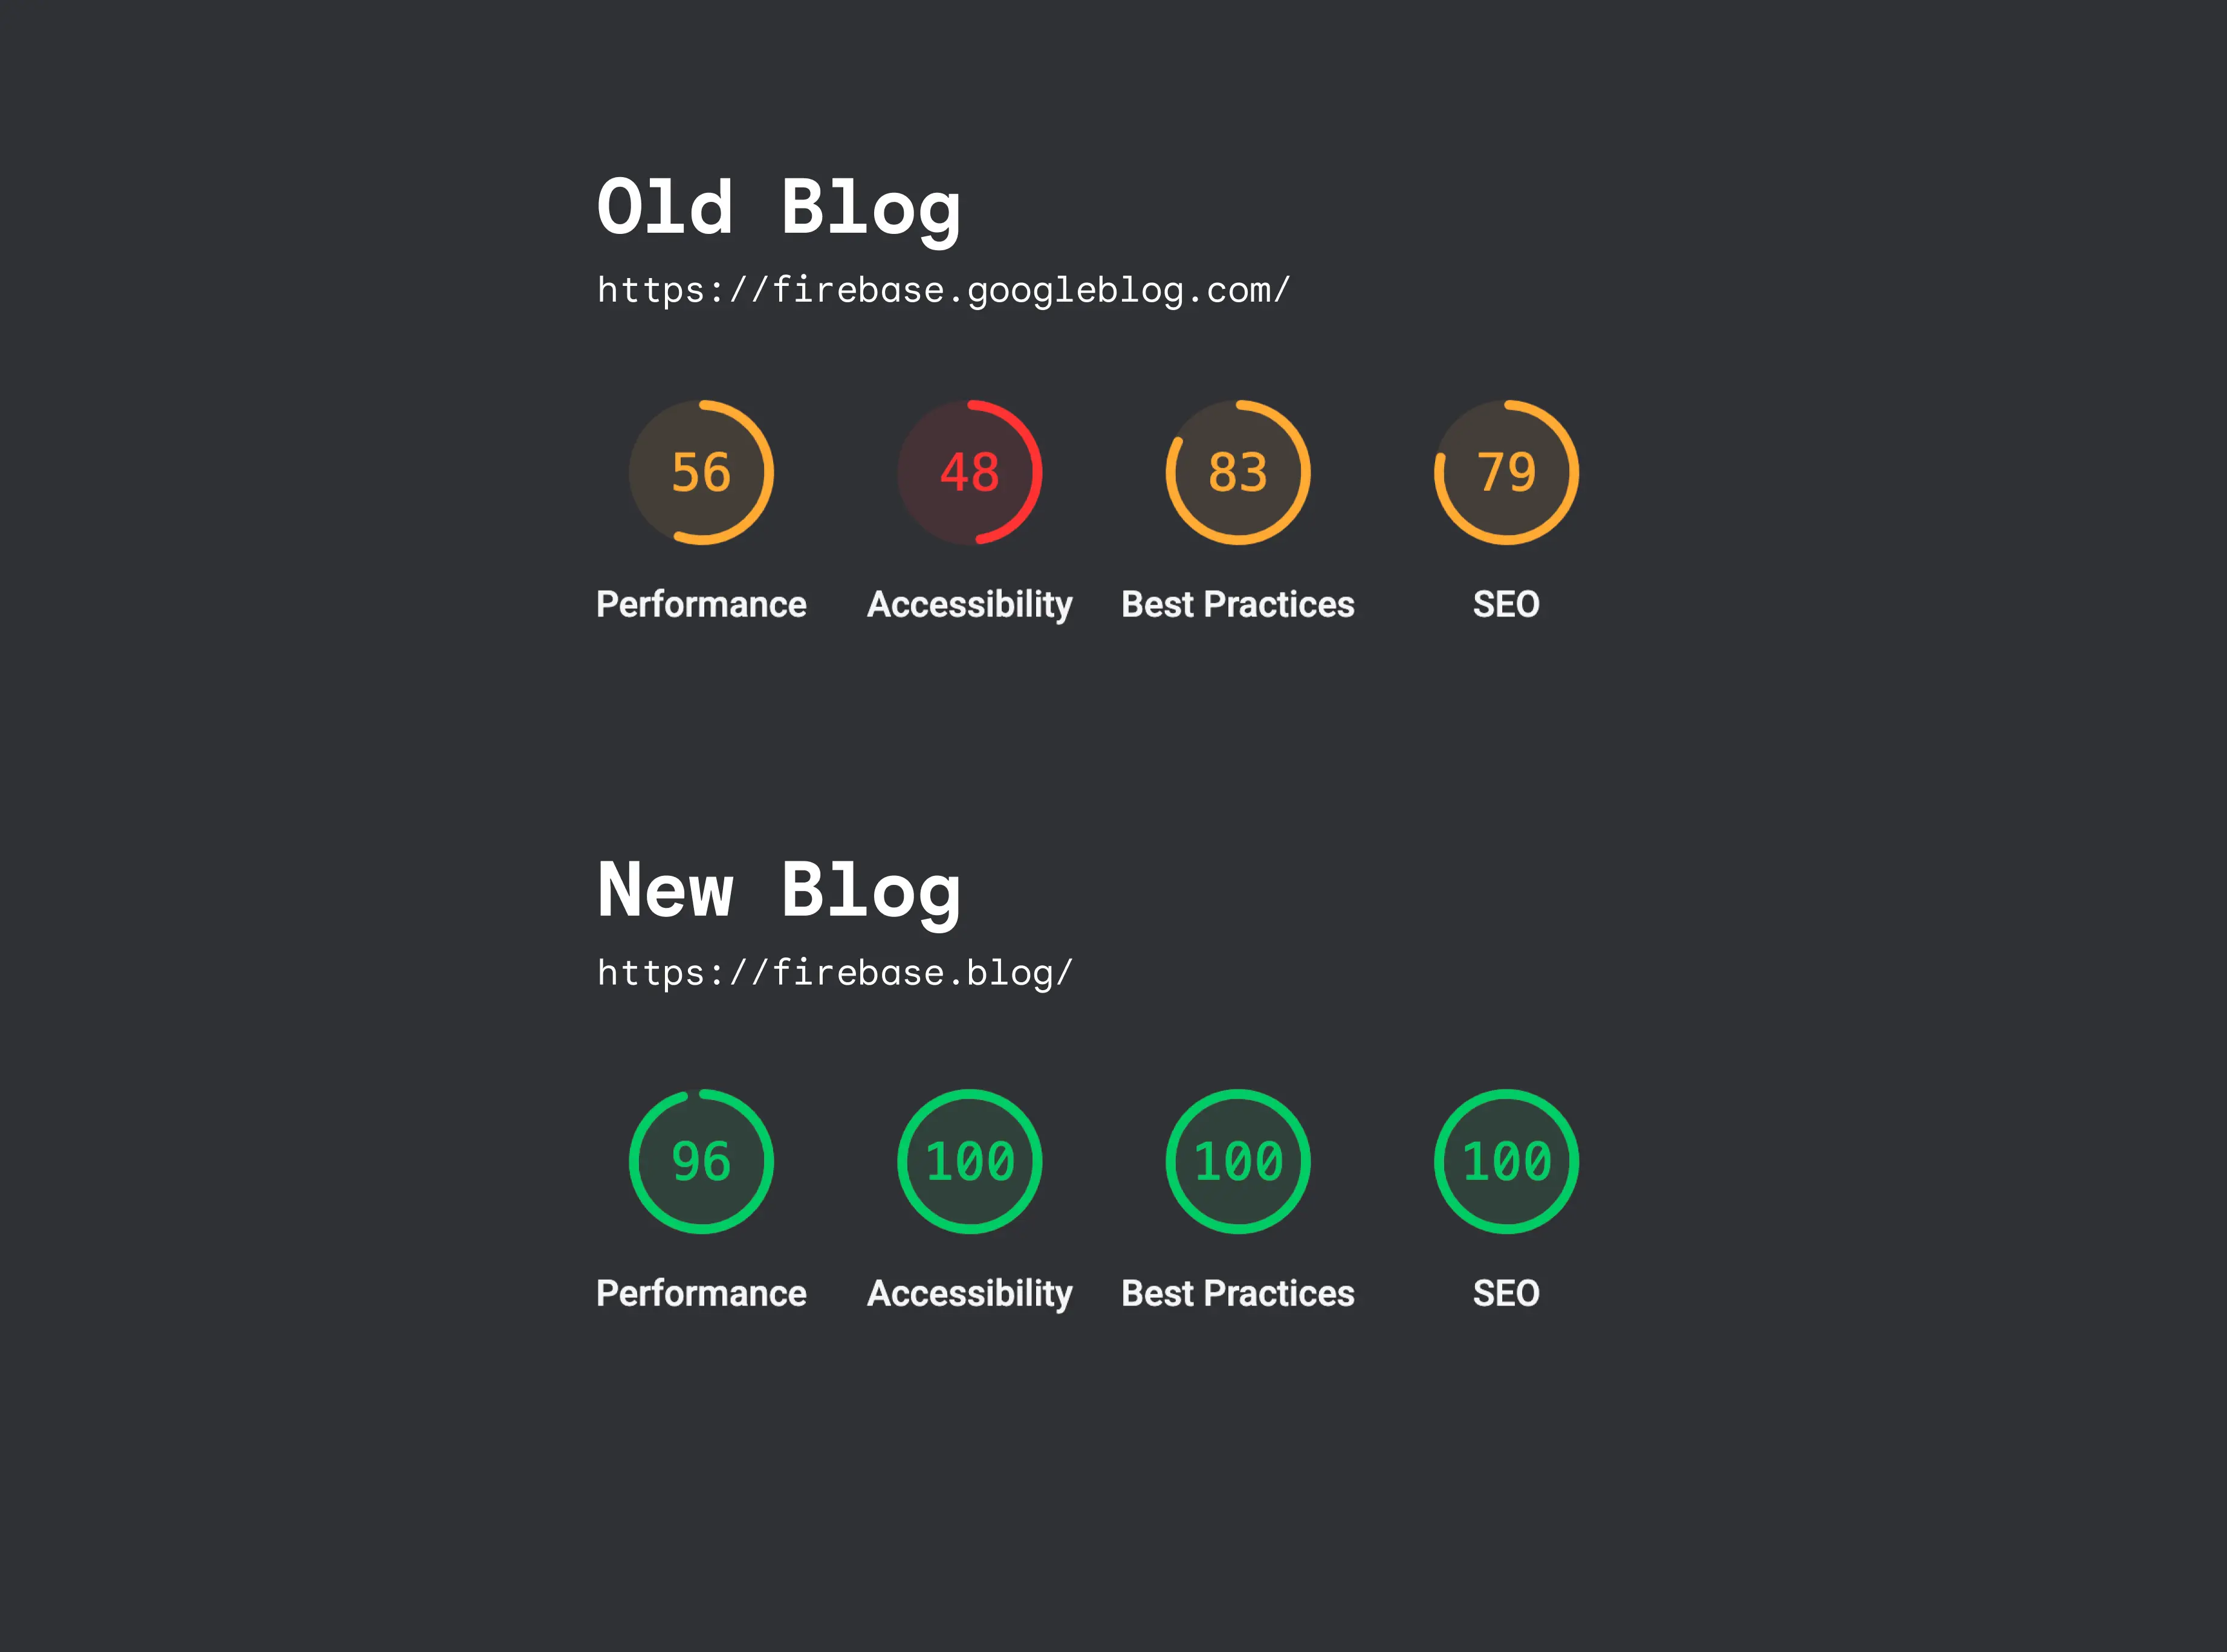 Old Blog
https://firebase.googleblog.com/
56 48 83 79
Performance Accessibility Best Practices SEO
New Blog
https://firebase.blog/
96 100 100 100
Performance Accessibility Best Practices SEO